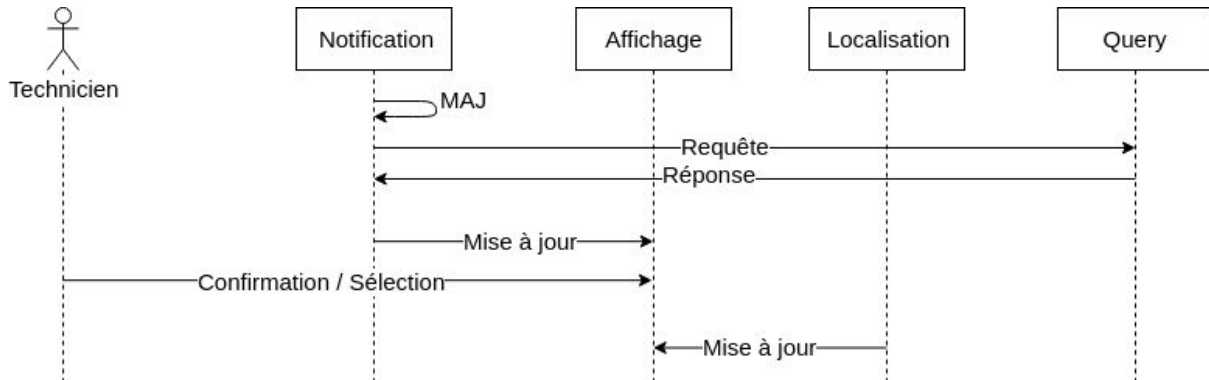 Technicien
Notification
Affichage
Localisation
Query
MAJ
Requête
Réponse
Mise à jour
Confirmation / Sélection
Mise à jour